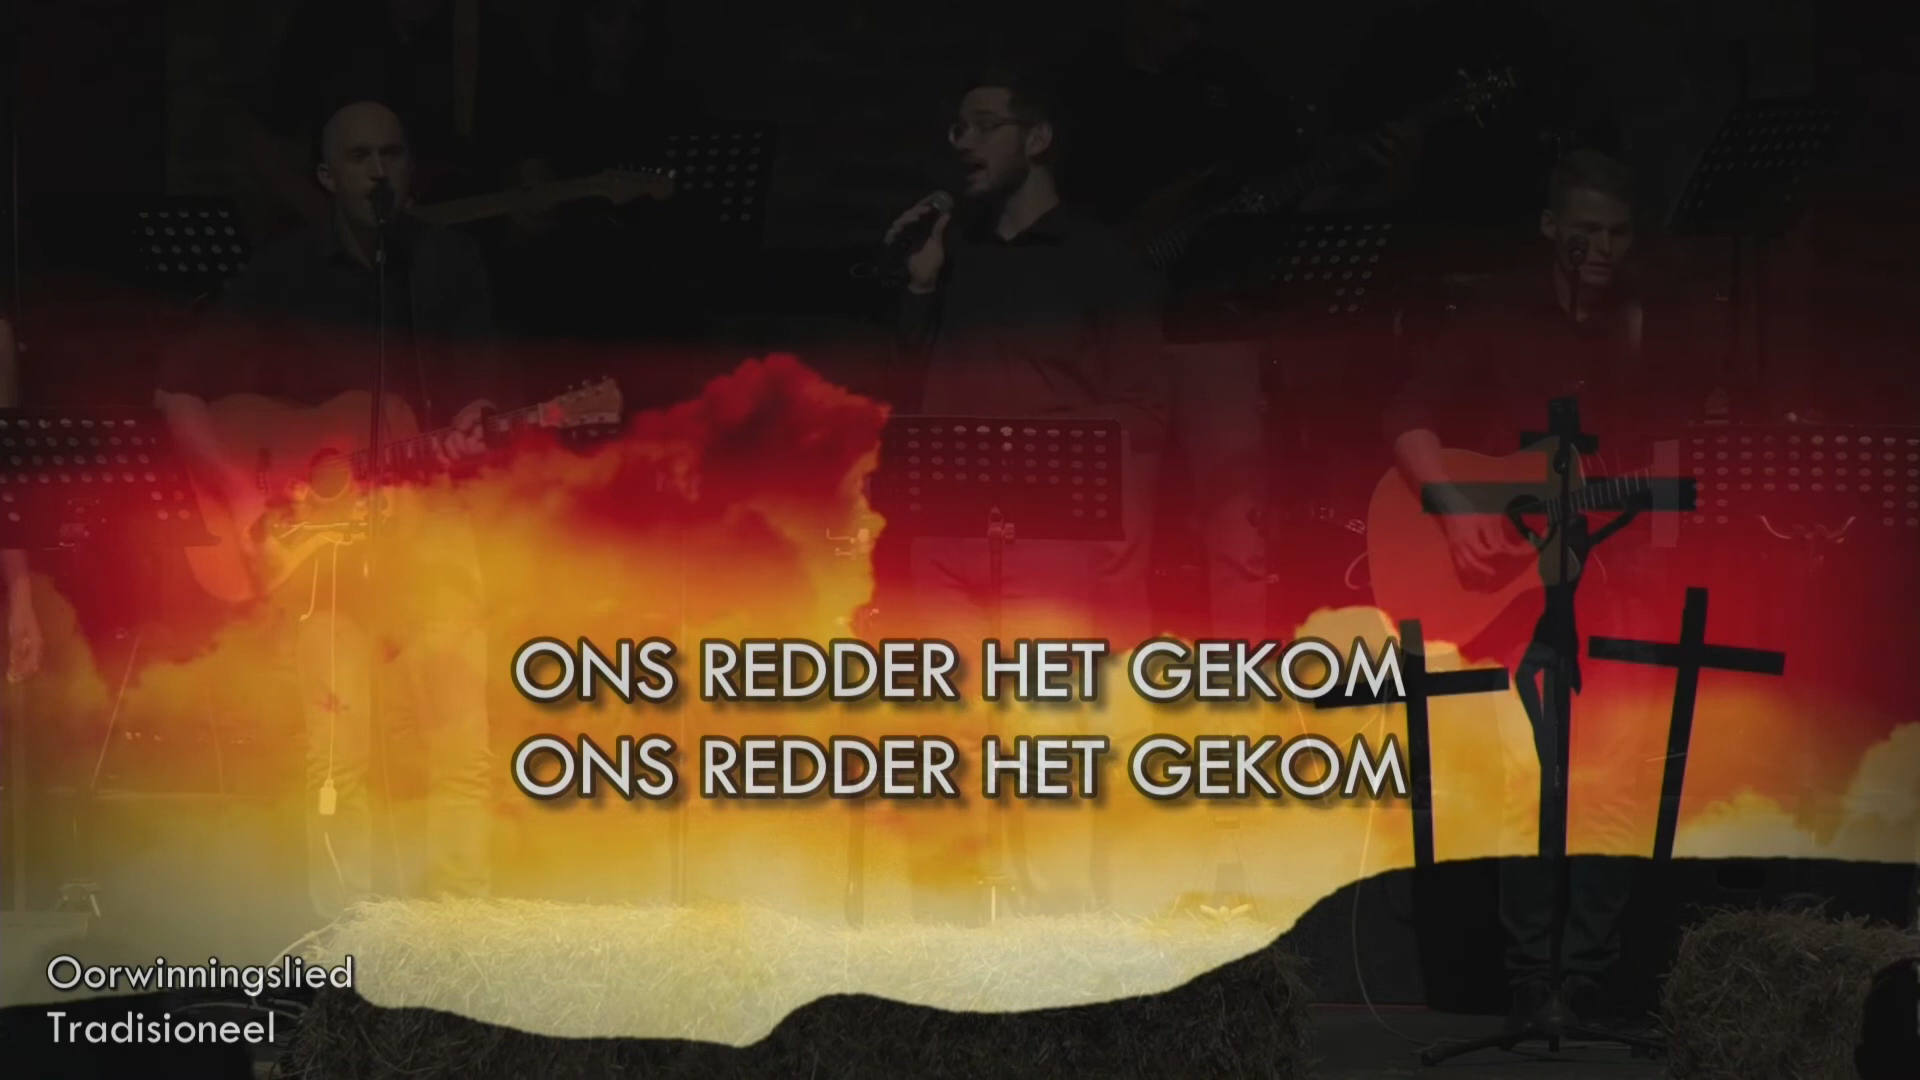 ONS REDDER HET GEKOM
ONS REDDER HET GEKOM
Oorwinningslied
Tradisioneel